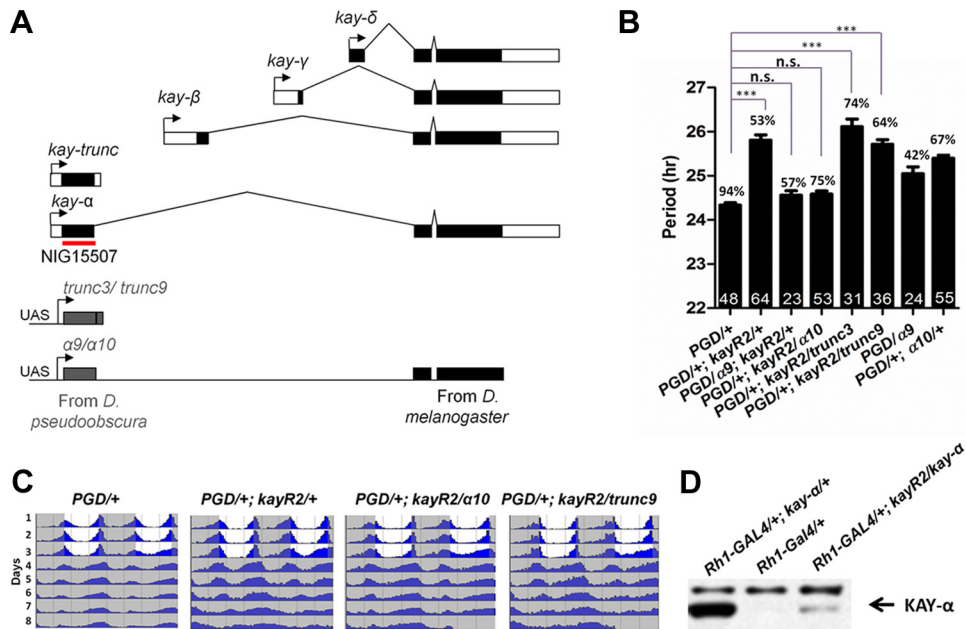 A
kay-δ
kay-γ
kay-β
kay-trunc
kay-α
NIG15507
trunc3/ trunc9
UAS
α9/α10
UAS
From D. pseudoobscura
From D. melanogaster
B
***
***
n.s.
n.s.
***
Period (hr)
27
26
25
24
23
22
94%
53%
57%
75%
74%
64%
42%
67%
48
64
23
53
31
36
24
55
PGD/+
PGD/+; kayR2/+
PGD/α9; kayR2/+
PGD/+; kayR2/α10
PGD/+; kayR2/trunc3
PGD/+; kayR2/trunc9
PGD/α9
PGD/+; α10/+
C
PGD/+
PGD/+; kayR2/+
PGD/+; kayR2/α10
PGD/+; kayR2/trunc9
Days
1
2
3
4
5
6
7
8
D
Rh1-GAL4/+; kay-α/+
Rh1-Gal4/+
Rh1-GAL4/+; kayR2/kay-α
KAY-α